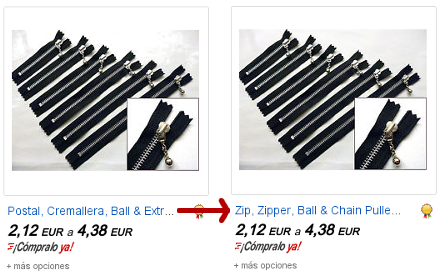 Postal, Cremallera, Ball & Extr...
Zip, Zipper, Ball & Chain Pulle...
2,12 EUR a 4,38 EUR
2,12 EUR a 4,38 EUR
¡Cómpralo ya!
¡Cómpralo ya!
+ más opciones
+ más opciones